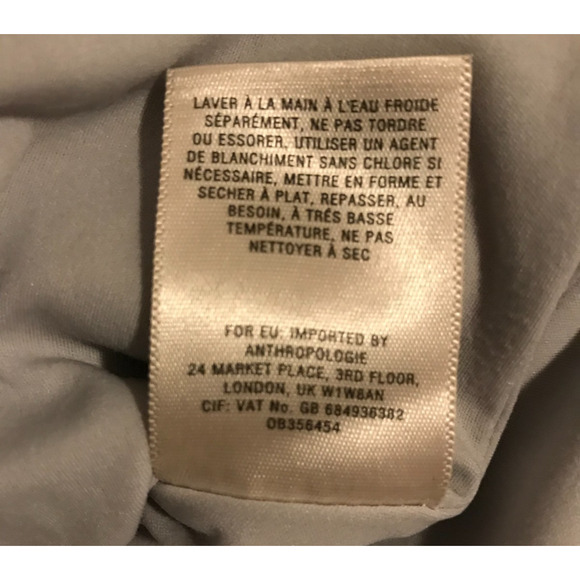 LAVER À LA MAIN À L'EAU FROIDE
SÉPARÉMENT, NE PAS TORDRE
OU ESSORER, UTILISER UN AGENT
DE BLANCHIMENT SANS CHLORE SI
NÉCESSAIRE, METTRE EN FORME ET
SECHER À PLAT, REPASSER, AU
BESOIN, À TRÉS BASSE
TEMPÉRATURE, NE PAS
NETTOYER À SEC
FOR EU: IMPORTED BY
ANTHROPOLOGIE
24 MARKET PLACE, 3RD FLOOR,
LONDON, UK W1W8AN
CIF: VAT No. GB 684936382
OB356454